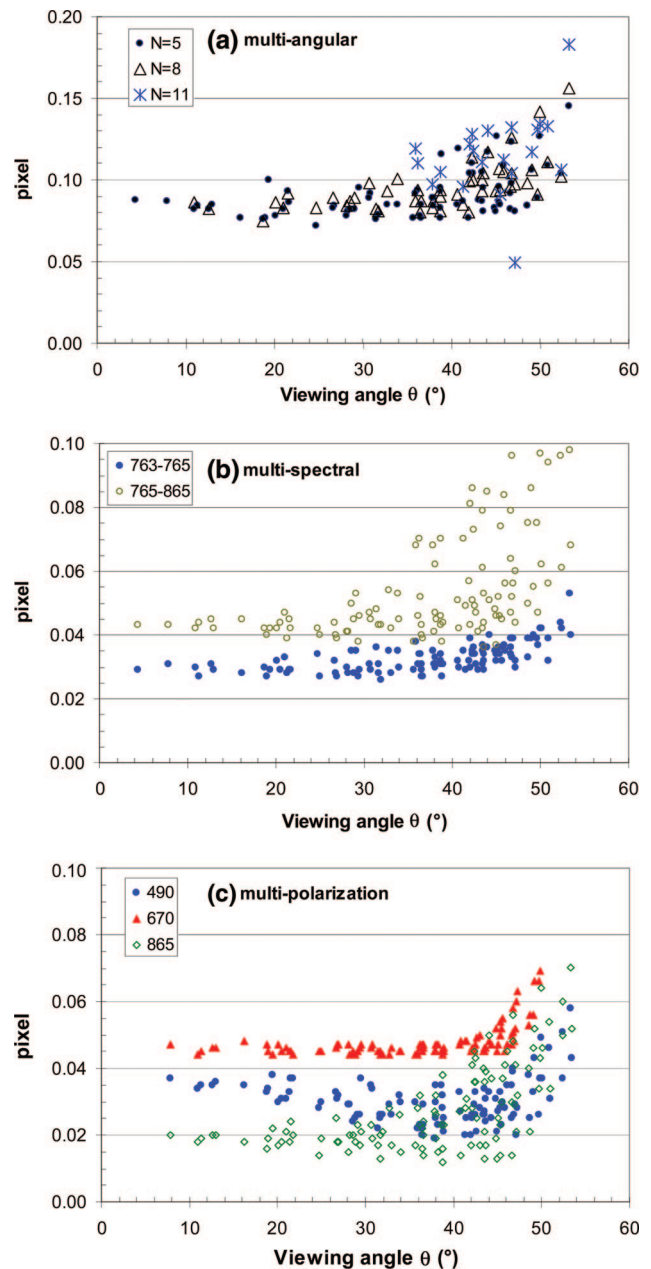 (a) multi-angular
N=5
N=8
N=11
0.20
0.15
0.10
0.05
0.00
pixel
0 10 20 30 40 50 60
Viewing angle θ (°)
(b) multi-spectral
763-765
765-865
0.10
0.08
0.06
0.04
0.02
0.00
pixel
0 10 20 30 40 50 60
Viewing angle θ (°)
(c) multi-polarization
490
670
865
0.10
0.08
0.06
0.04
0.02
0.00
pixel
0 10 20 30 40 50 60
Viewing angle θ (°)